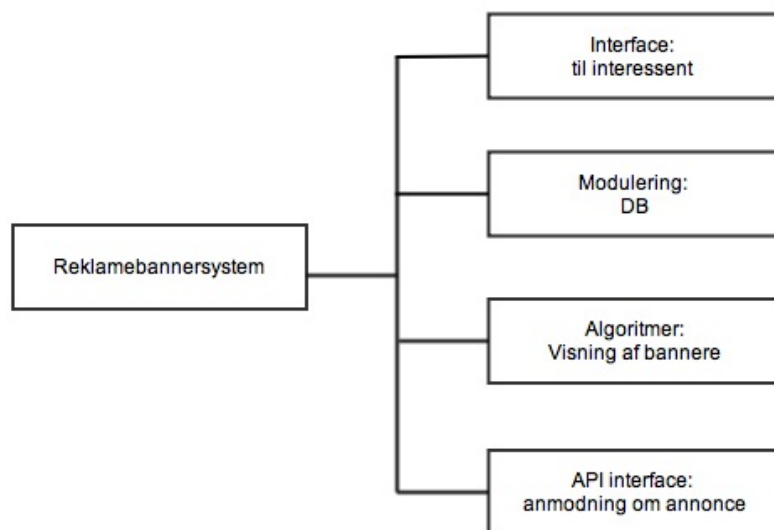 Interface:
til interessent
Modulering:
DB
Reklamebannersystem
Algoritmer:
Visning af bannere
API interface:
anmodning om annonce